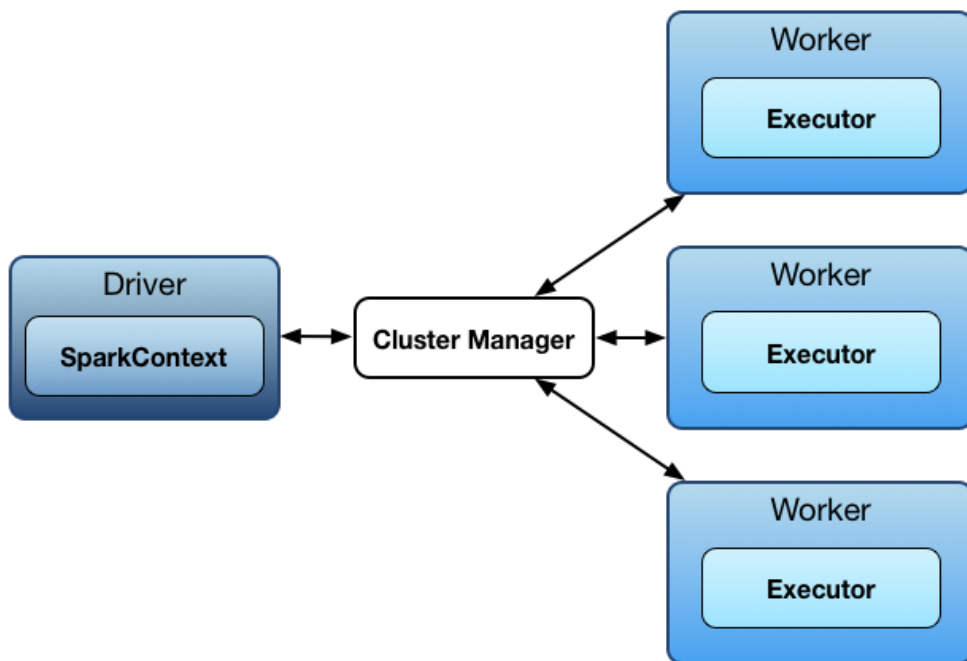 Driver
SparkContext
Cluster Manager
Worker
Executor
Worker
Executor
Worker
Executor